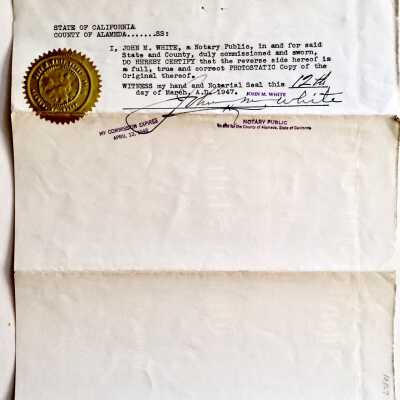 STATE OF CALIFORNIA
COUNTY OF ALAMEDA.......SS:
I, JOHN M. WHITE, a Notary Public, in and for said
State and County, duly commissioned and sworn,
DO HEREBY CERTIFY that the reverse side hereof is
a full, true and correct PHOTOSTATIC Copy of the
Original thereof.
WITNESS my hand and Notarial Seal this 12th
day of March, A.D. 1947. JOHN M. WHITE
John M. White
MY COMMISSION EXPIRES
APRIL 12,
NOTARY PUBLIC
In and for the County of Alameda, State of California